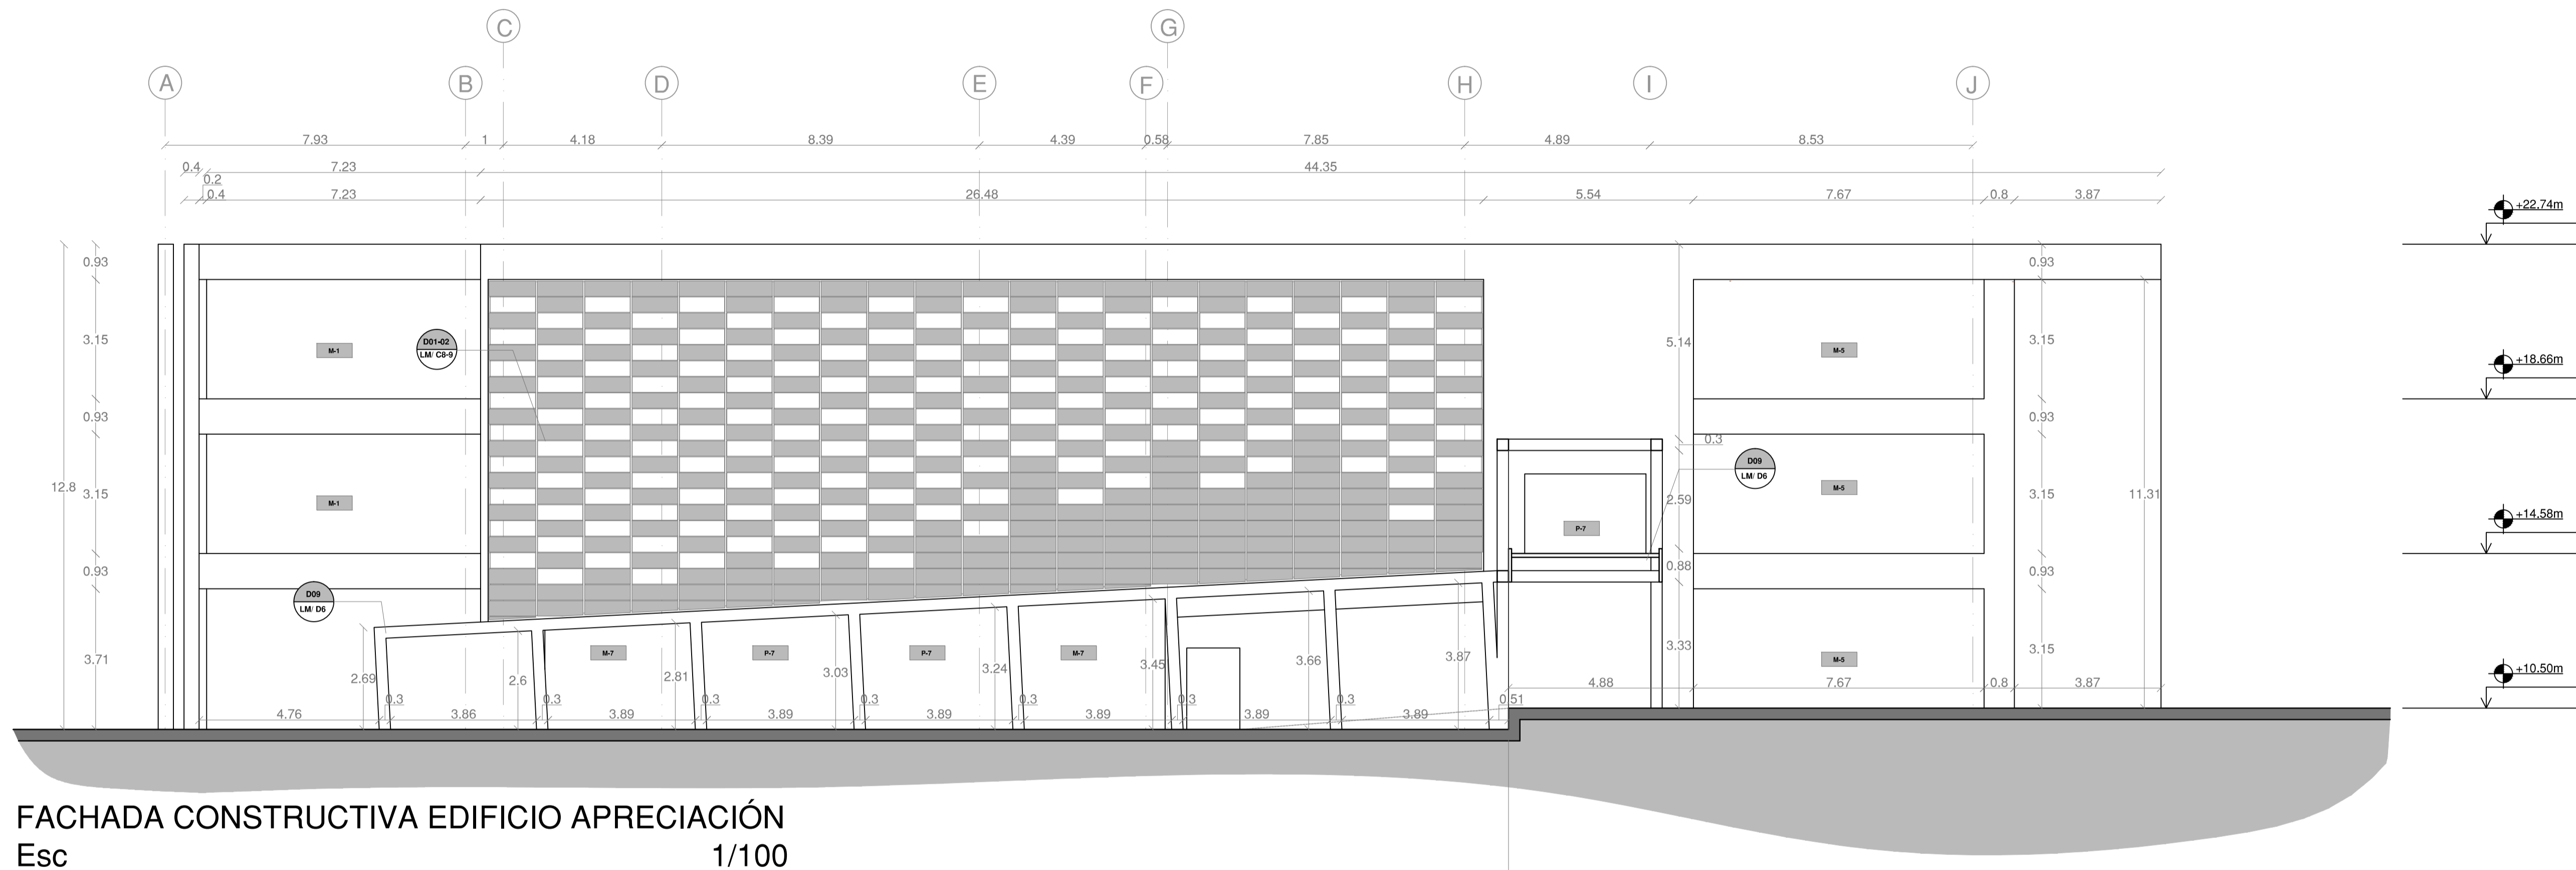 C G
A B D E F H I J
7.93 1 4.18 8.39 4.39 0.58 7.85 4.89 8.53
0.4 7.23 44.35
0.2
0.4 7.23 26.48 5.54 7.67 0.8 3.87
+22.74m
0.93 0.93
3.15 M-1 D01-02 5.14 M-5 3.15
LM/ C8-9
+18.66m
0.93 0.93
0.3
D09
LM/ D6
12.8 3.15 M-1 2.59 M-5 3.15 11.31
P-7
+14.58m
0.93 0.88 0.93
D09
LM/ D6
3.71 M-7 P-7 P-7 M-7 3.33 M-5 3.15
2.69 2.6 2.81 3.03 3.24 3.45 3.66 3.87
+10.50m
4.88 7.67 0.8 3.87
0.3 0.3 0.3 0.3 0.3 0.3 0.3 0.51
4.76 3.86 3.89 3.89 3.89 3.89 3.89 3.89
FACHADA CONSTRUCTIVA EDIFICIO APRECIACIÓN
Esc 1/100